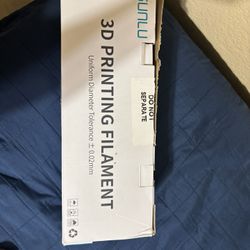 SUNLU
3D PRINTING FILAMENT
Uniform Diameter Tolerance ± 0.02mm
DO NOT
SEPARATE